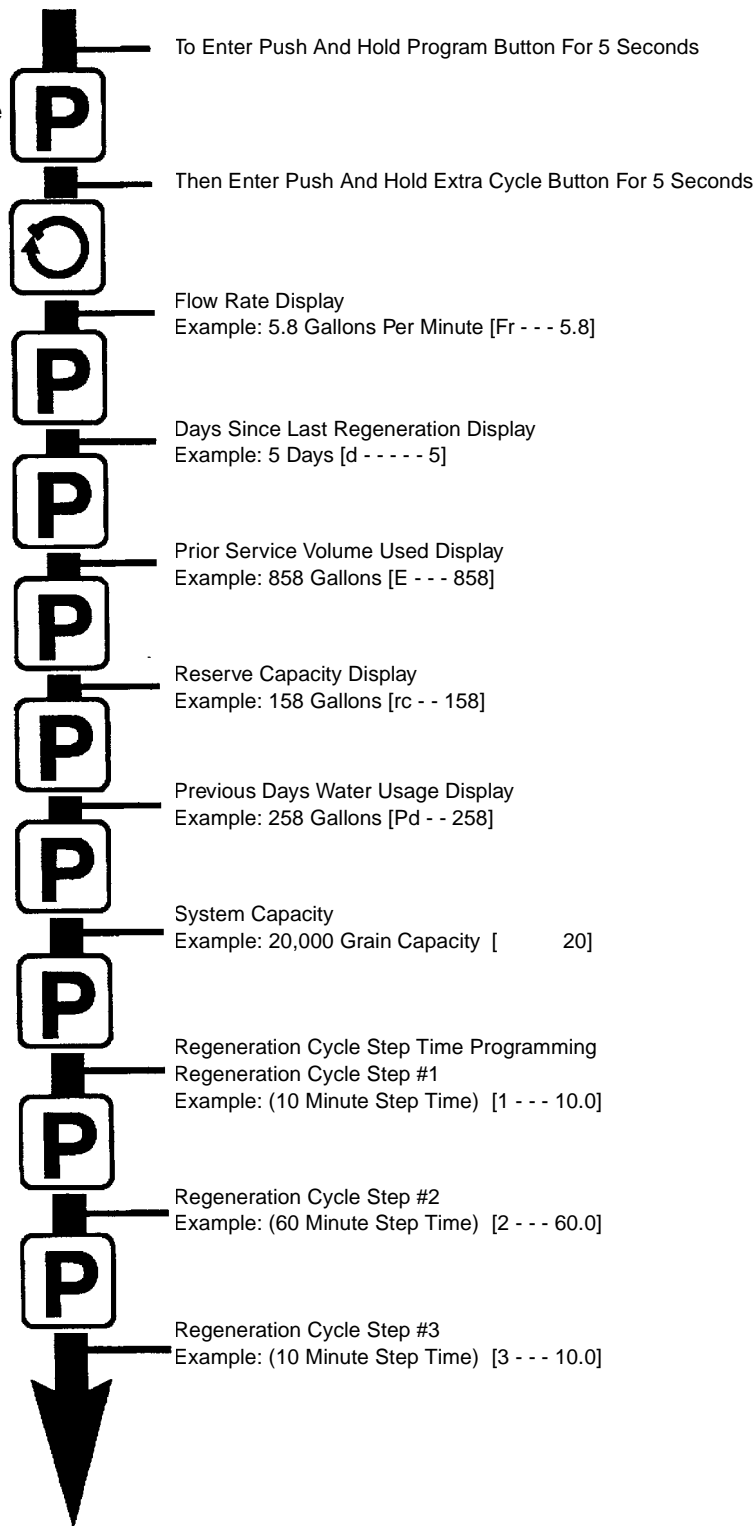 To Enter Push And Hold Program Button For 5 Seconds
P
Then Enter Push And Hold Extra Cycle Button For 5 Seconds
Flow Rate Display
Example: 5.8 Gallons Per Minute [Fr - - - 5.8]
P
Days Since Last Regeneration Display
Example: 5 Days [d - - - - - 5]
P
Prior Service Volume Used Display
Example: 858 Gallons [E - - - 858]
P
Reserve Capacity Display
Example: 158 Gallons [rc - - 158]
P
Previous Days Water Usage Display
Example: 258 Gallons [Pd - - 258]
P
System Capacity
Example: 20,000 Grain Capacity [ 20]
P
Regeneration Cycle Step Time Programming
Regeneration Cycle Step #1
Example: (10 Minute Step Time) [1 - - - 10.0]
P
Regeneration Cycle Step #2
Example: (60 Minute Step Time) [2 - - - 60.0]
P
Regeneration Cycle Step #3
Example: (10 Minute Step Time) [3 - - - 10.0]